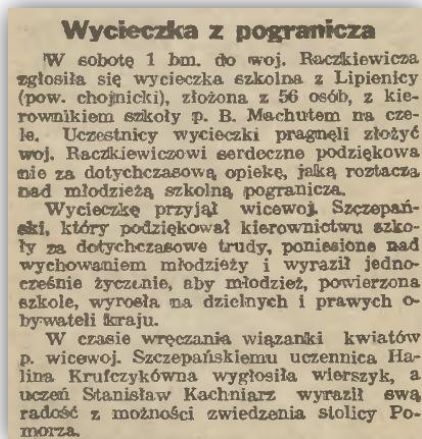 Wycieczka z pogranicza
W sobotę 1 bm. do woj. Raczkiewicza
zgłosiła się wycieczka szkolna z Lipienicy
(pow. chojnicki), złożona z 56 osób, z kie-
rownikiem szkoły p. B. Machutem na cze-
le. Uczestnicy wycieczki pragnęli złożyć
woj. Raczkiewiczowi serdeczne podziękowa
nie za dotychczasową opiekę, jaką roztacza
nad młodzieżą szkolną pogranicza.
Wycieczkę przyjął wicewoj. Szczepań-
ski, który podziękował kierownictwu szko-
ły za dotychczasowe trudy, poniesione nad
wychowaniem młodzieży i wyraził jedno-
cześnie życzenie, aby młodzież, powierzona
szkole, wyrosła na dzielnych i prawych o-
bywateli kraju.
W czasie wręczania wiązanki kwiatów
p. wicewoj. Szczepańskiemu uczennica Ha-
lina Krufczykówna wygłosiła wierszyk, a
uczeń Stanisław Kachniarz wyraził swą
radość z możności zwiedzenia stolicy Po-
morza.